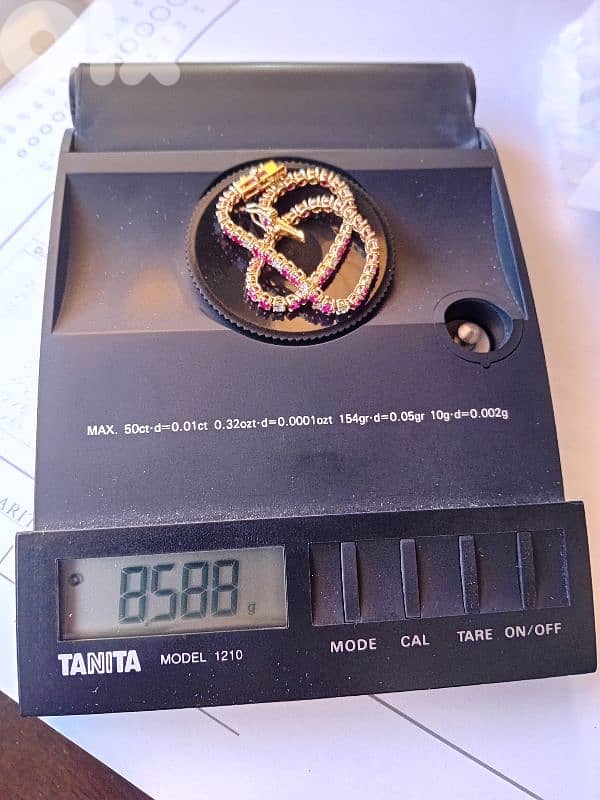 MAX. 50ct·d=0.01ct 0.32ozt·d=0.0001ozt 154gr·d=0.05gr 10g·d=0.002g
8.588 g
TANITA MODEL 1210
MODE CAL TARE ON/OFF